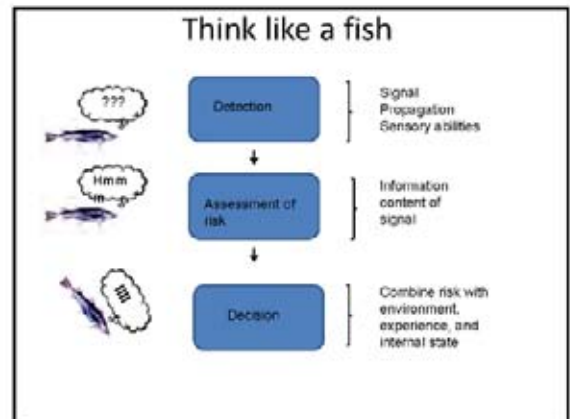 Think like a fish
???
Detection
Signal
Propagation
Sensory abilities
Hmm
m
Assessment of
risk
Information
content of
signal
!!!!
Decision
Combine risk with
environment,
experience, and
internal state